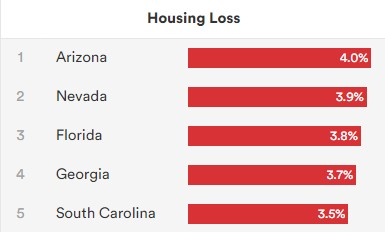 Housing Loss
1 Arizona 4.0%
2 Nevada 3.9%
3 Florida 3.8%
4 Georgia 3.7%
5 South Carolina 3.5%